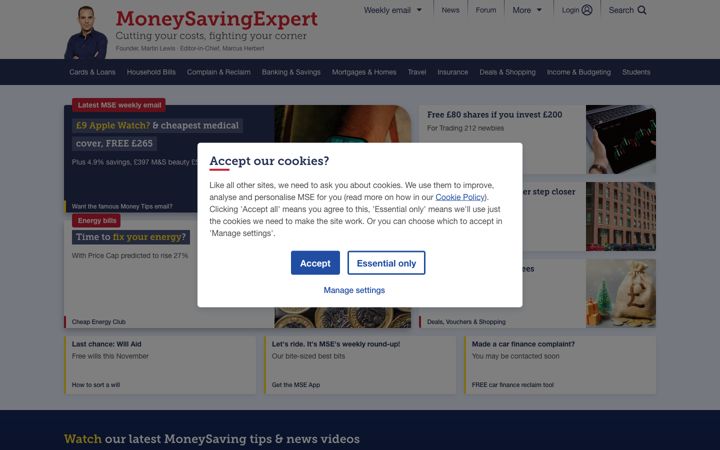 MoneySavingExpert
Cutting your costs, fighting your corner
Founder, Martin Lewis · Editor-in-Chief, Marcus Herbert
Weekly email
News
Forum
More
Login
Search
Cards & Loans
Household Bills
Complain & Reclaim
Banking & Savings
Mortgages & Homes
Travel
Insurance
Deals & Shopping
Income & Budgeting
Students
Latest MSE weekly email
£9 Apple Watch? & cheapest medical
cover, FREE £265
Plus 4.9% savings, £397 M&S beauty
Want the famous Money Tips email?
Free £80 shares if you invest £200
For Trading 212 newbies
er step closer
Energy bills
Time to fix your energy?
With Price Cap predicted to rise 27%
Cheap Energy Club
Deals, Vouchers & Shopping
Accept our cookies?
Like all other sites, we need to ask you about cookies. We use them to improve,
analyse and personalise MSE for you (read more on how in our Cookie Policy).
Clicking 'Accept all' means you agree to this, 'Essential only' means we'll use just
the cookies we need to make the site work. Or you can choose which to accept in
'Manage settings'.
Accept
Essential only
Manage settings
Last chance: Will Aid
Free wills this November
How to sort a will
Let's ride. It's MSE's weekly round-up!
Our bite-sized best bits
Get the MSE App
Made a car finance complaint?
You may be contacted soon
FREE car finance reclaim tool
Watch our latest MoneySaving tips & news videos